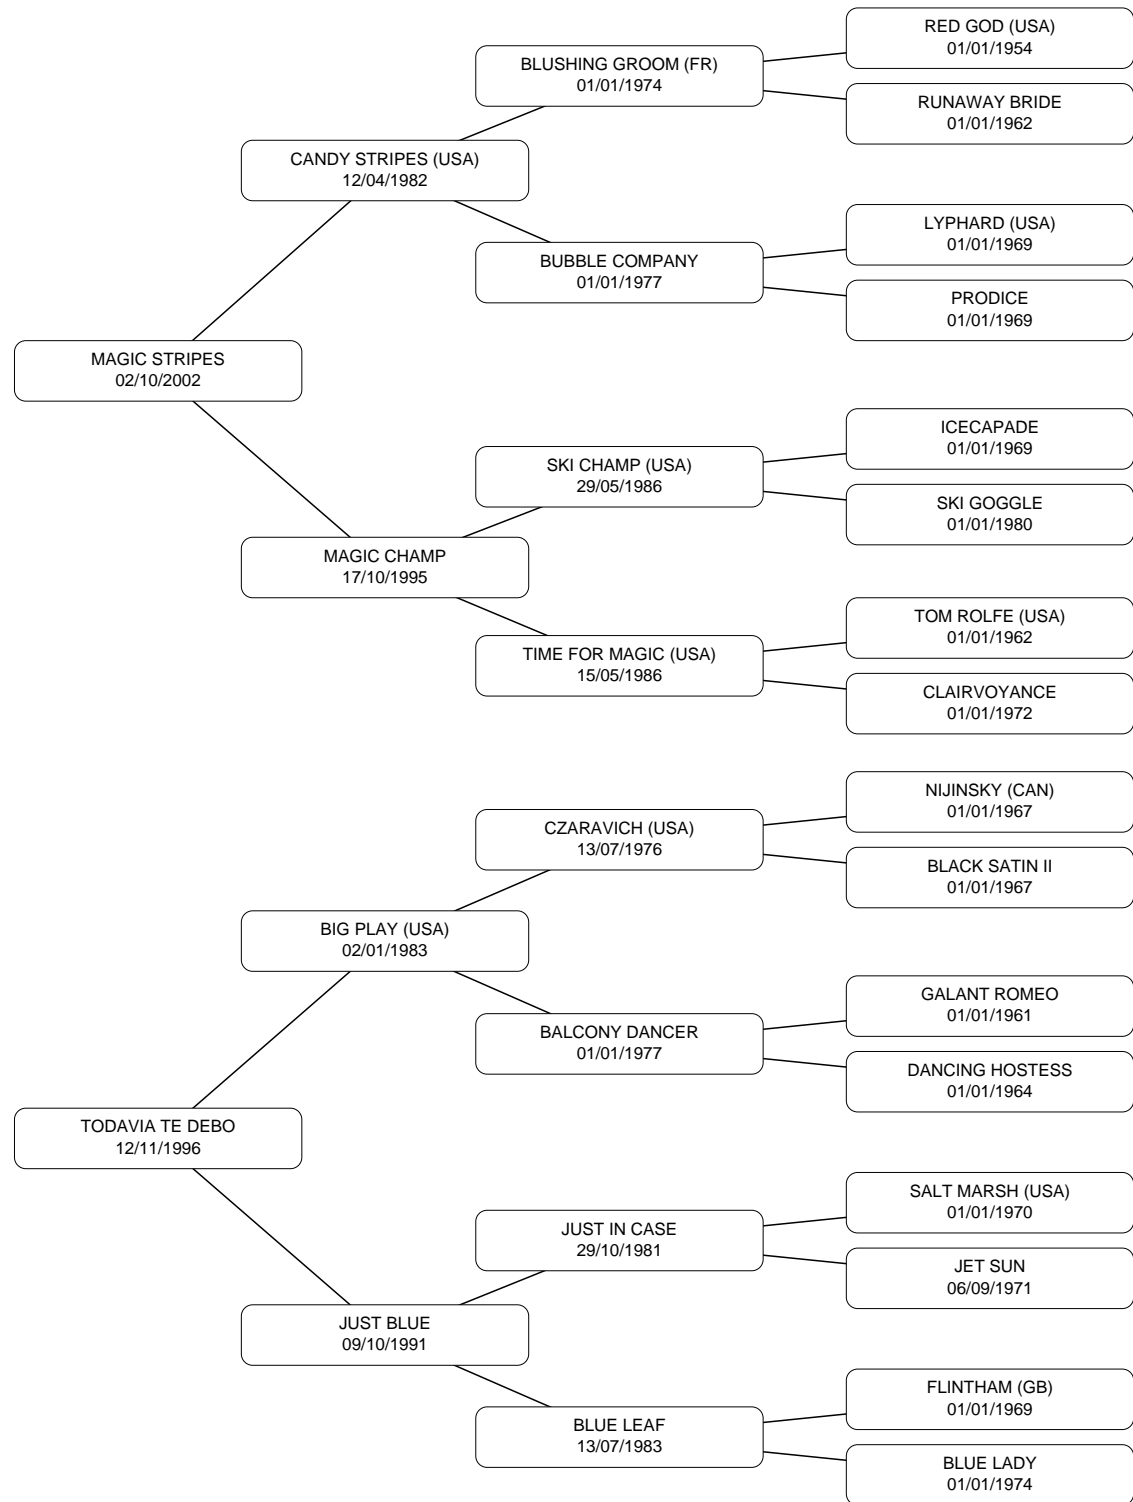 RED GOD (USA)
01/01/1954
BLUSHING GROOM (FR)
01/01/1974
RUNAWAY BRIDE
01/01/1962
CANDY STRIPES (USA)
12/04/1982
LYPHARD (USA)
01/01/1969
BUBBLE COMPANY
01/01/1977
PRODICE
01/01/1969
MAGIC STRIPES
02/10/2002
ICECAPADE
01/01/1969
SKI CHAMP (USA)
29/05/1986
SKI GOGGLE
01/01/1980
MAGIC CHAMP
17/10/1995
TOM ROLFE (USA)
01/01/1962
TIME FOR MAGIC (USA)
15/05/1986
CLAIRVOYANCE
01/01/1972
NIJINSKY (CAN)
01/01/1967
CZARAVICH (USA)
13/07/1976
BLACK SATIN II
01/01/1967
BIG PLAY (USA)
02/01/1983
GALANT ROMEO
01/01/1961
BALCONY DANCER
01/01/1977
DANCING HOSTESS
01/01/1964
TODAVIA TE DEBO
12/11/1996
SALT MARSH (USA)
01/01/1970
JUST IN CASE
29/10/1981
JET SUN
06/09/1971
JUST BLUE
09/10/1991
FLINTHAM (GB)
01/01/1969
BLUE LEAF
13/07/1983
BLUE LADY
01/01/1974